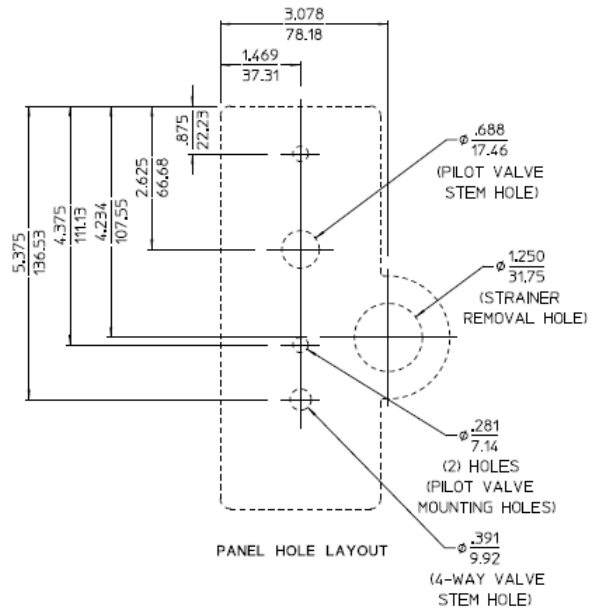 3.078
78.18
1.469
37.31
.875
22.23
2.625
66.68
4.234
107.55
4.375
111.13
5.375
136.53
⌀ .688
17.46
(PILOT VALVE
STEM HOLE)
⌀ 1.250
31.75
(STRAINER
REMOVAL HOLE)
⌀ .281
7.14
(2) HOLES
(PILOT VALVE
MOUNTING HOLES)
⌀ .391
9.92
(4-WAY VALVE
STEM HOLE)
PANEL HOLE LAYOUT